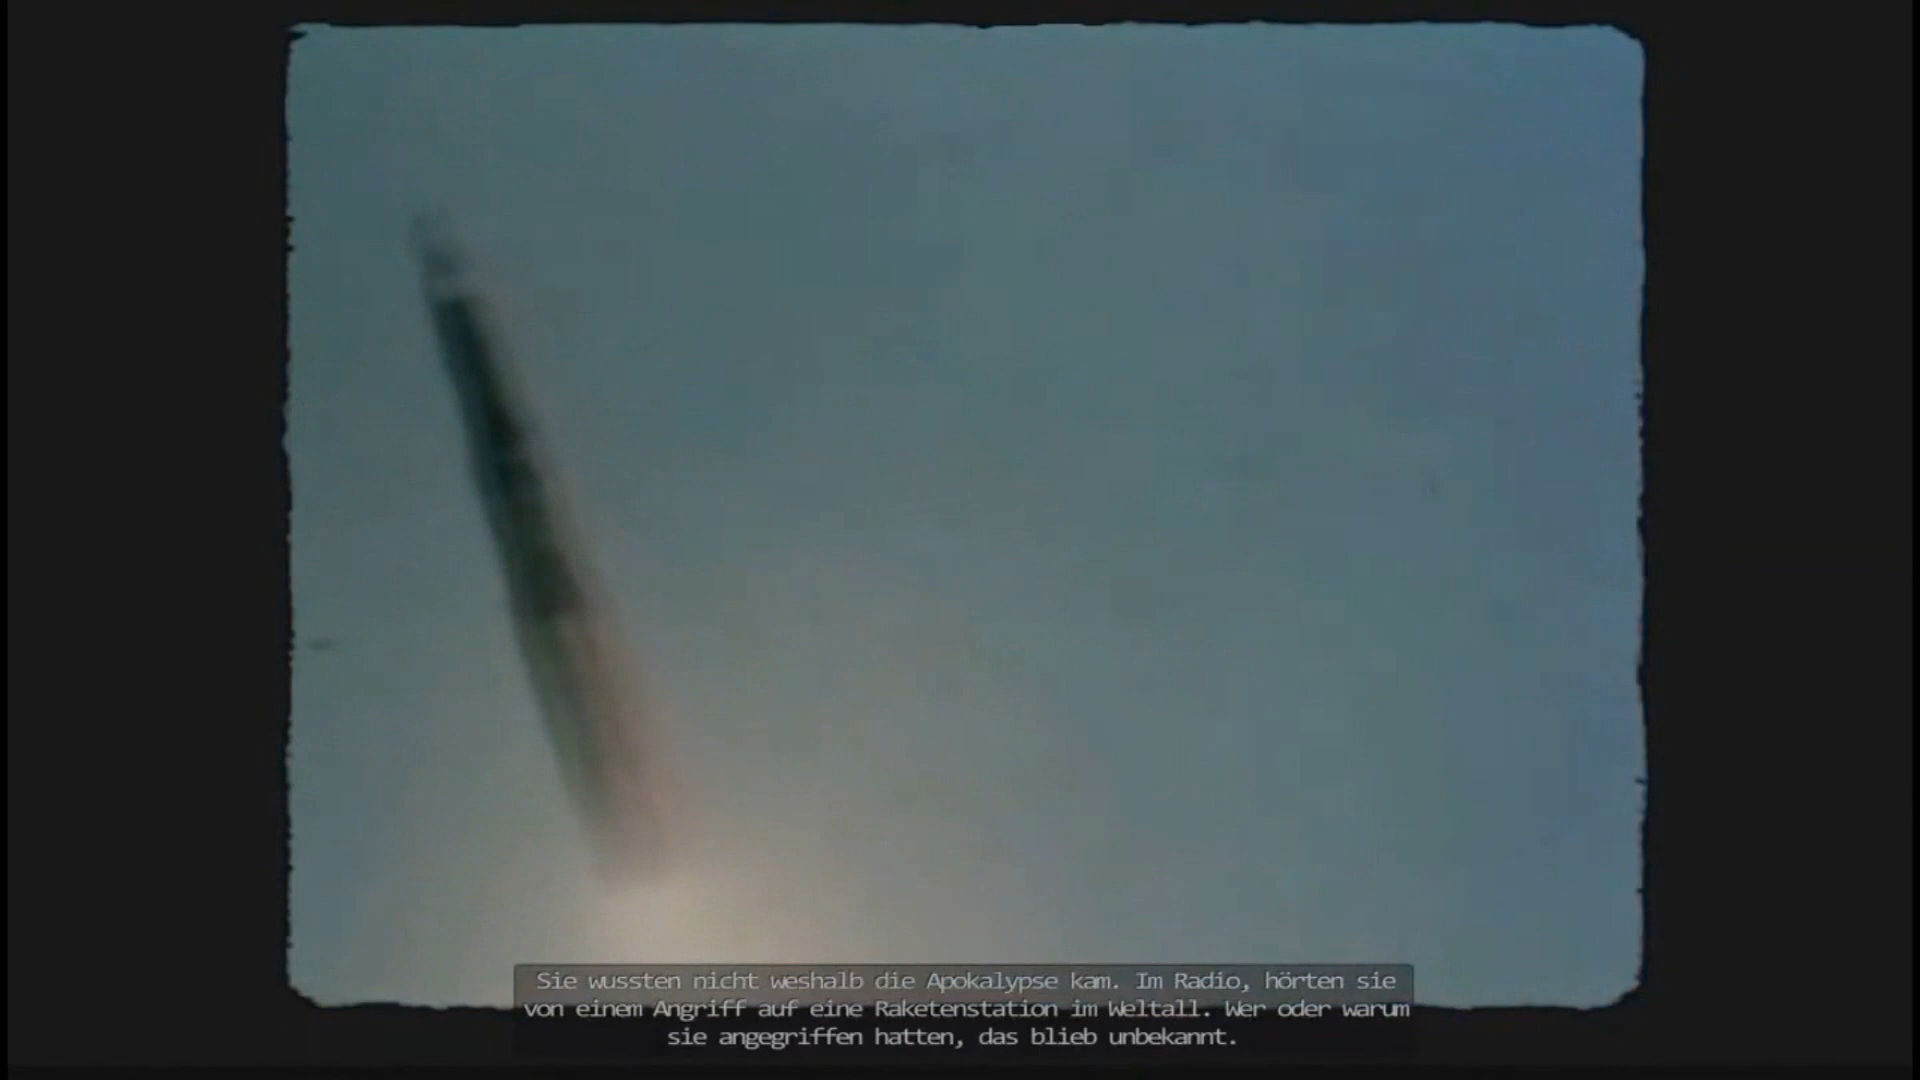 Sie wussten nicht weshalb die Apokalypse kam. Im Radio, hörten sie
von einem Angriff auf eine Raketenstation im Weltall. Wer oder warum
sie angegriffen hatten, das blieb unbekannt.